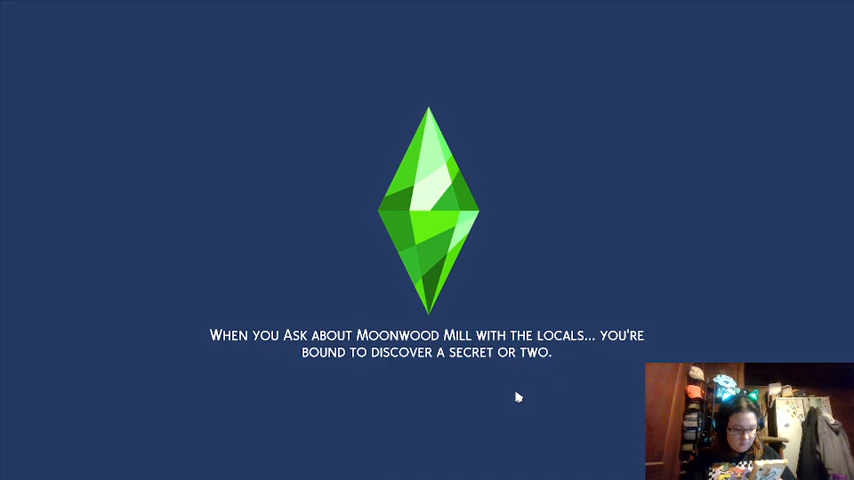 When you Ask about Moonwood Mill with the locals... you're
bound to discover a secret or two.